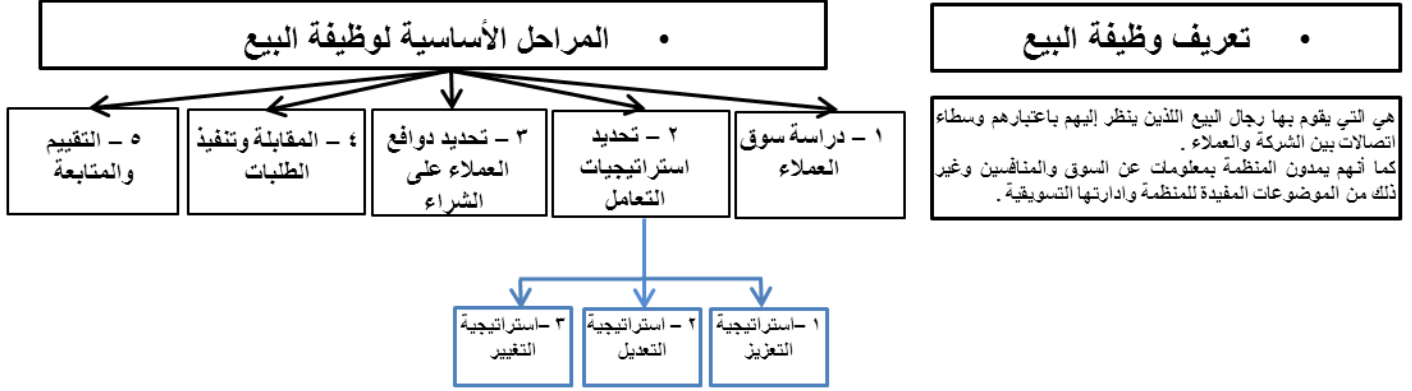 • تعريف وظيفة البيع
هي التي يقوم بها رجال البيع اللذين ينظر إليهم باعتبارهم وسطاء
اتصالات بين الشركة والعملاء .
كما أنهم يمدون المنظمة بمعلومات عن السوق والمنافسين وغير
ذلك من الموضوعات المفيدة للمنظمة وادارتها التسويقية .
• المراحل الأساسية لوظيفة البيع
١ – دراسة سوق
العملاء
٢ – تحديد
استراتيجيات
التعامل
٣ – تحديد دوافع
العملاء على
الشراء
٤ – المقابلة وتنفيذ
الطلبات
٥ – التقييم
والمتابعة
١ –استراتيجية
التعزيز
٢ – استراتيجية
التعديل
٣ –استراتيجية
التغيير